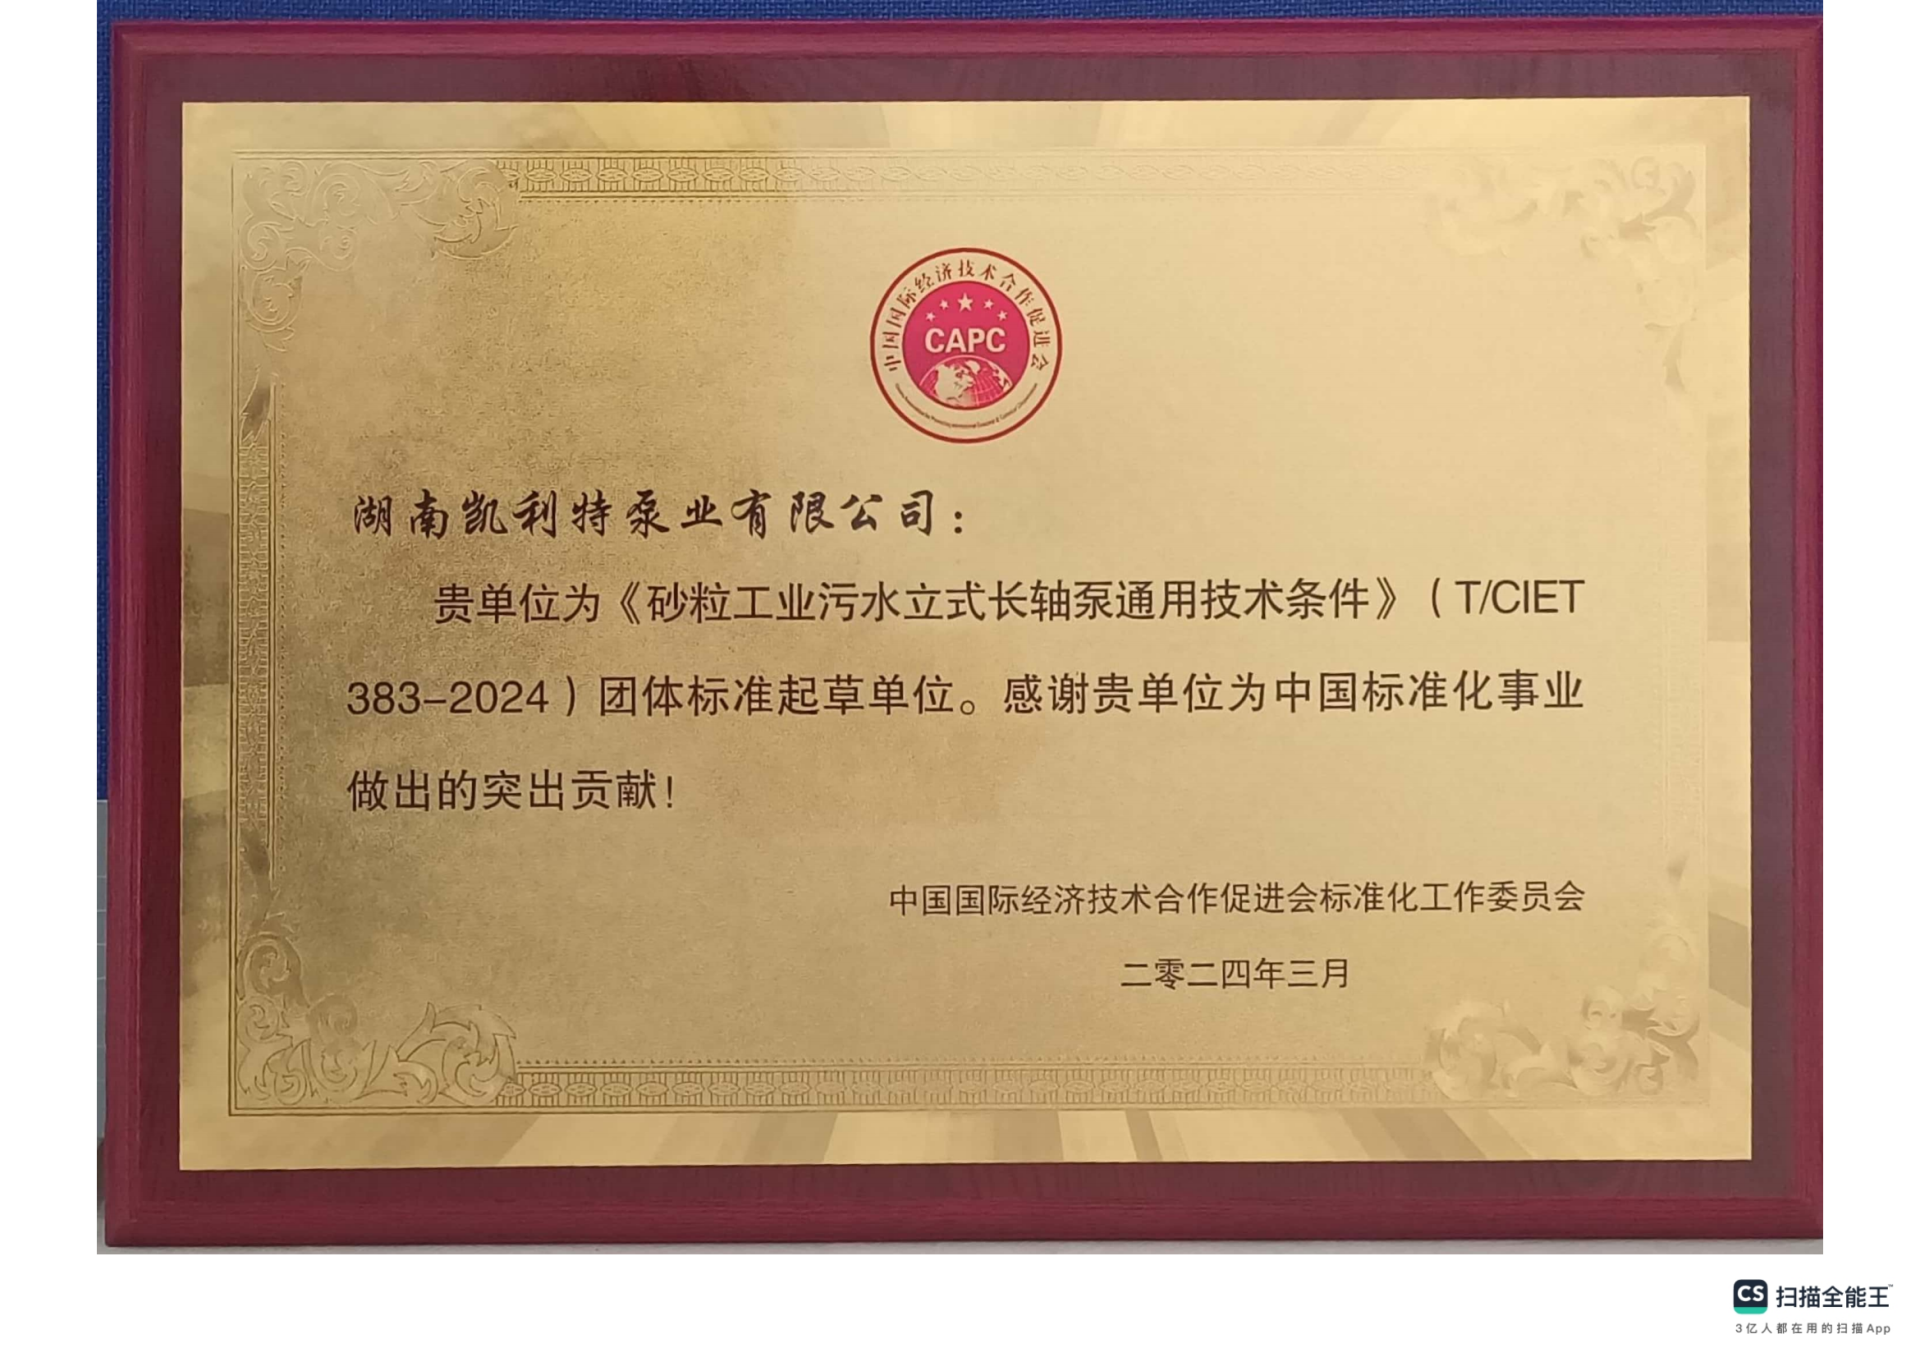 中国国际经济技术合作促进会
CAPC
湖南凯利特泵业有限公司：
贵单位为《砂粒工业污水立式长轴泵通用技术条件》（T/CIET
383-2024）团体标准起草单位。感谢贵单位为中国标准化事业
做出的突出贡献！
中国国际经济技术合作促进会标准化工作委员会
二零二四年三月
CS 扫描全能王™
3亿人都在用的扫描App